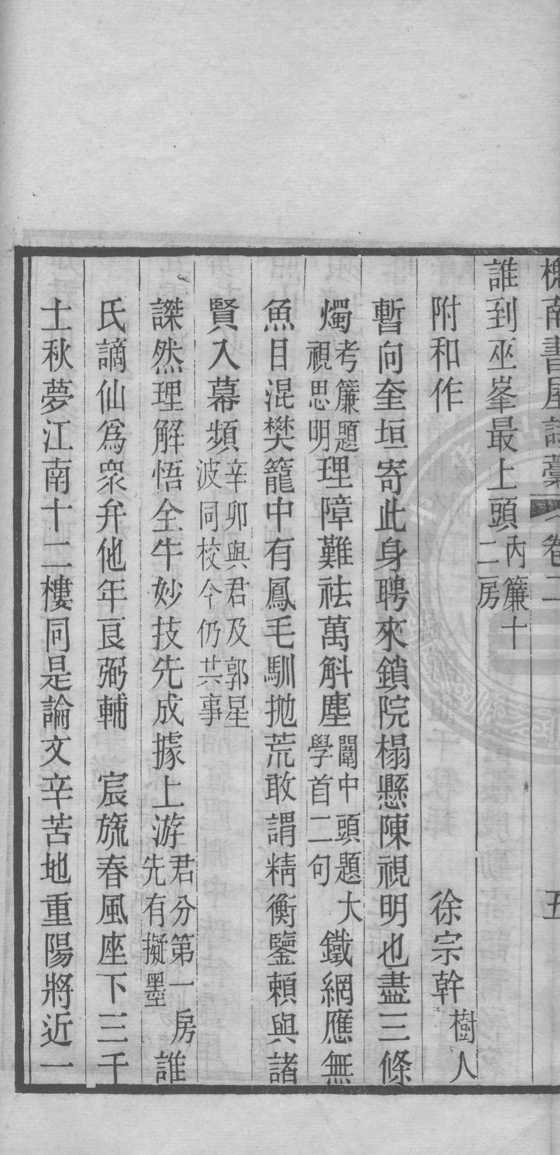 槐南書屋詩藁 卷二 五
誰到巫峯最上頭內簾十二房
附和作 徐宗幹樹人
暫向奎垣寄此身聘來鎖院榻懸陳視明也盡三條
燭考簾題視思明理障難袪萬斛塵闈中頭題大學首二句鐵網應無
魚目混樊籠中有鳳毛馴拋荒敢謂精衡鑒賴與諸
賢入幕頻辛卯與君及郭星波同校今仍共事
謋然理解悟全牛妙技先成據上游君分第一房先有擬墨誰
氏謫仙爲衆弁他年良弼輔 宸旒春風座下三千
士秋夢江南十二樓同是論文辛苦地重陽將近一